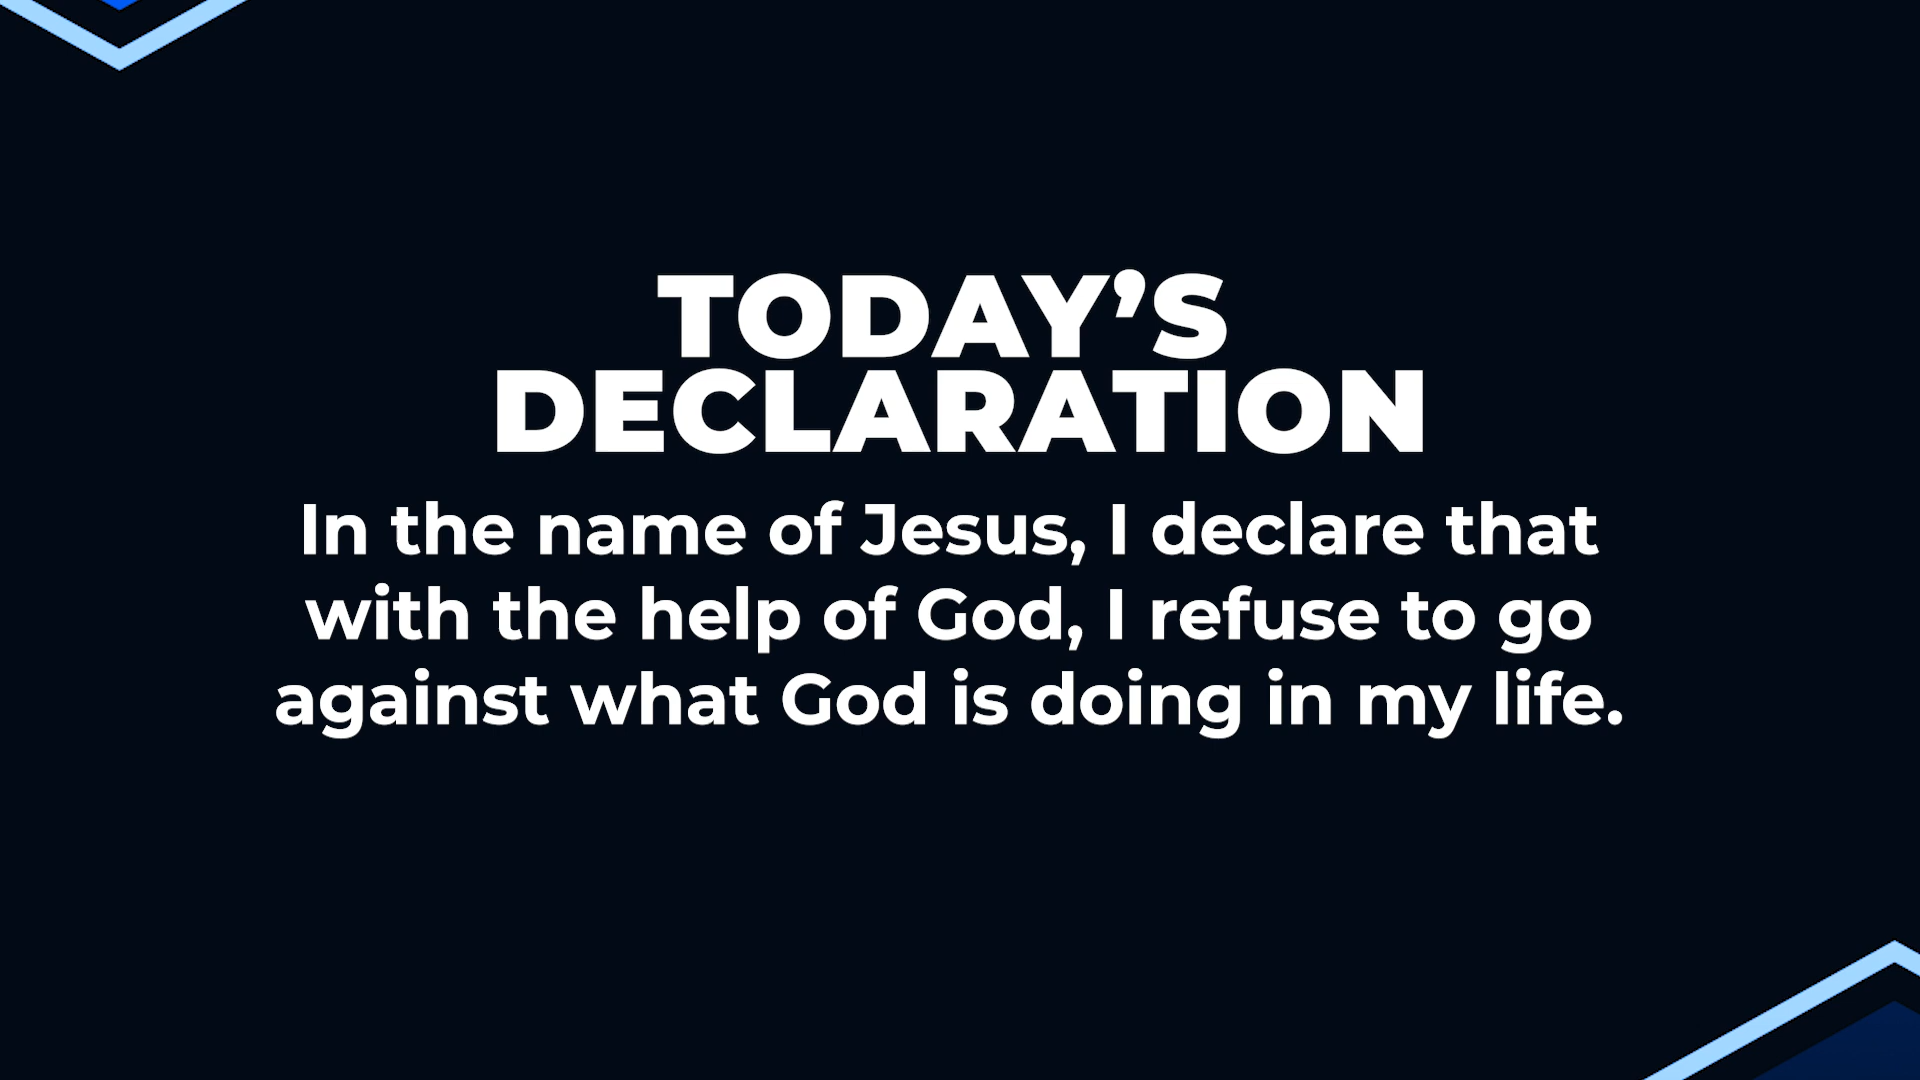 TODAY’S
DECLARATION
In the name of Jesus, I declare that
with the help of God, I refuse to go
against what God is doing in my life.